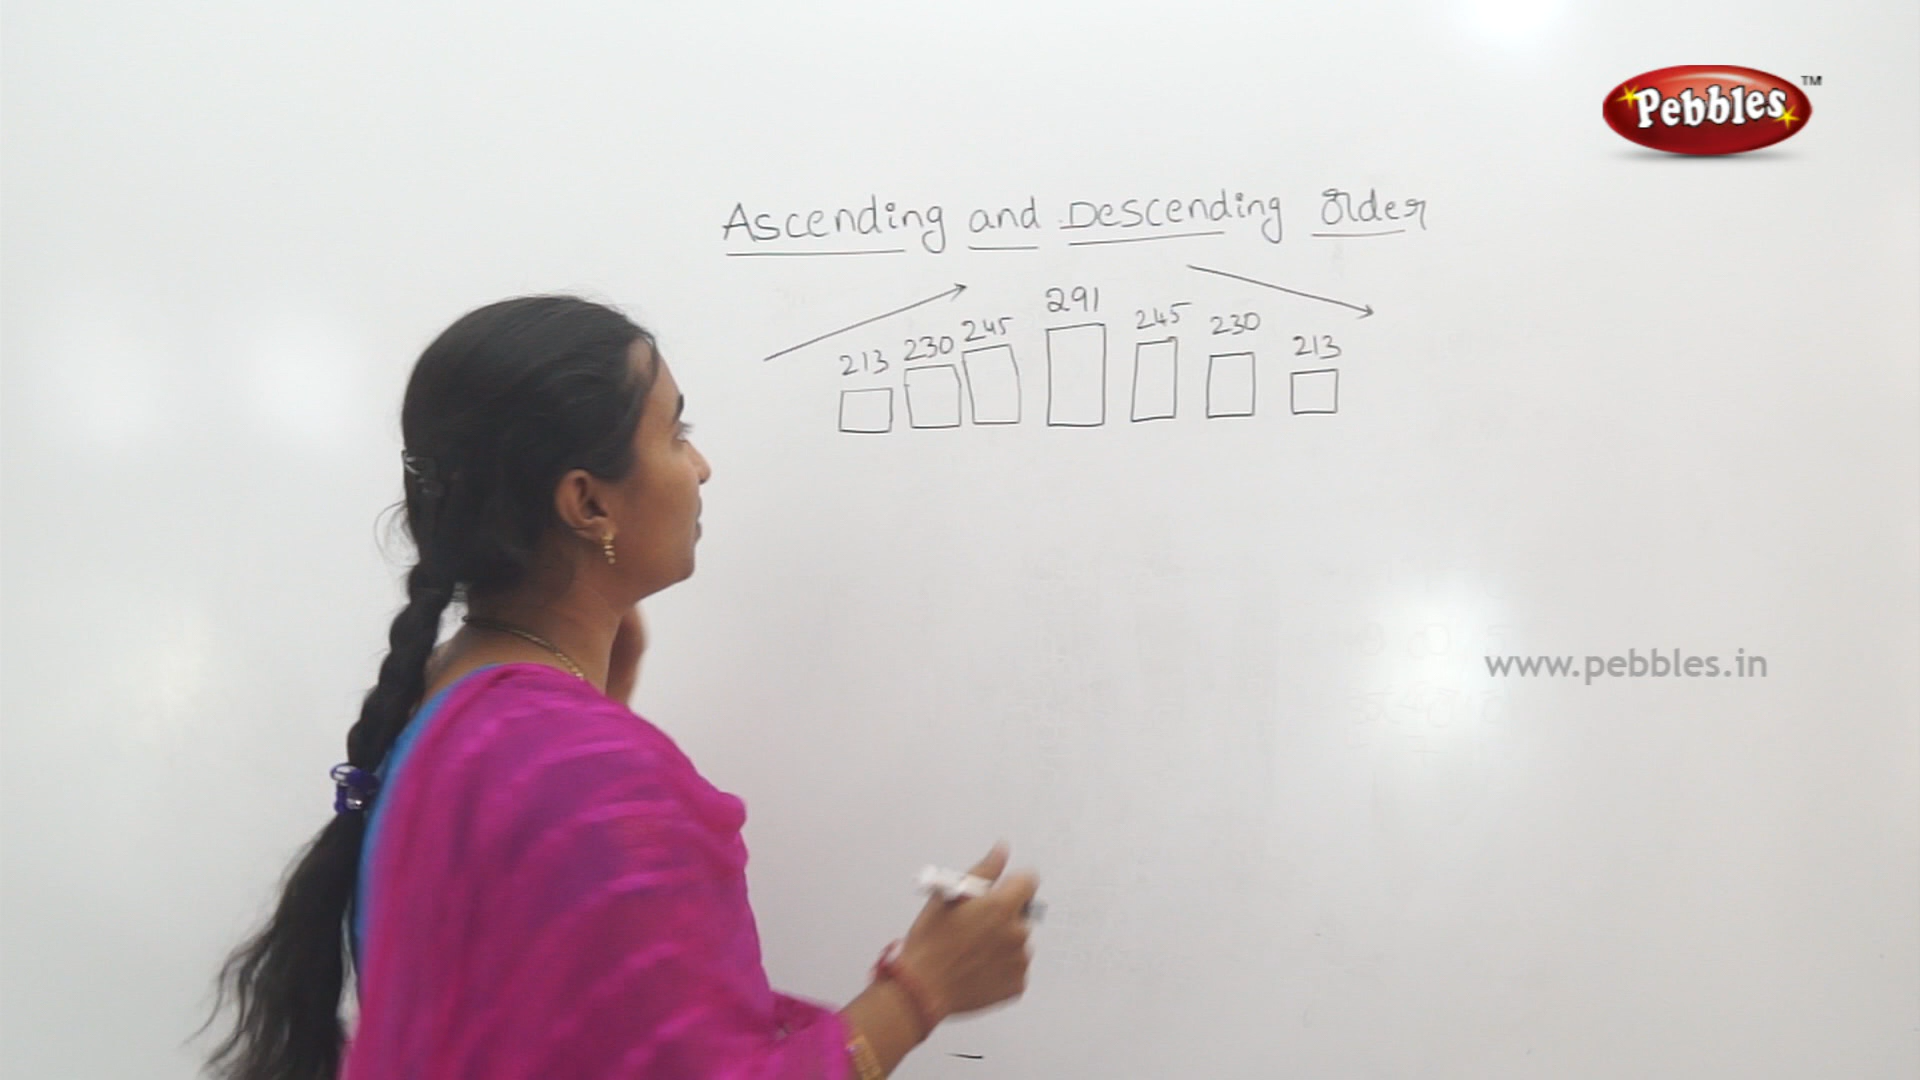 Pebbles TM
Ascending and Descending Order
213 230 245 291 245 230 213
www.pebbles.in